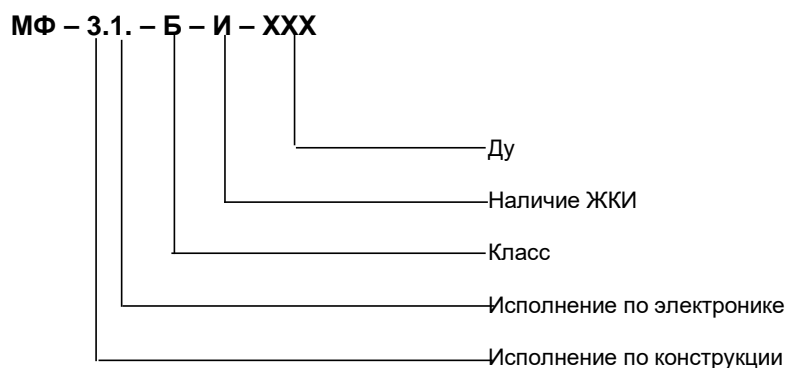 МФ – 3.1. – Б – И – ХХХ
Ду
Наличие ЖКИ
Класс
Исполнение по электронике
Исполнение по конструкции